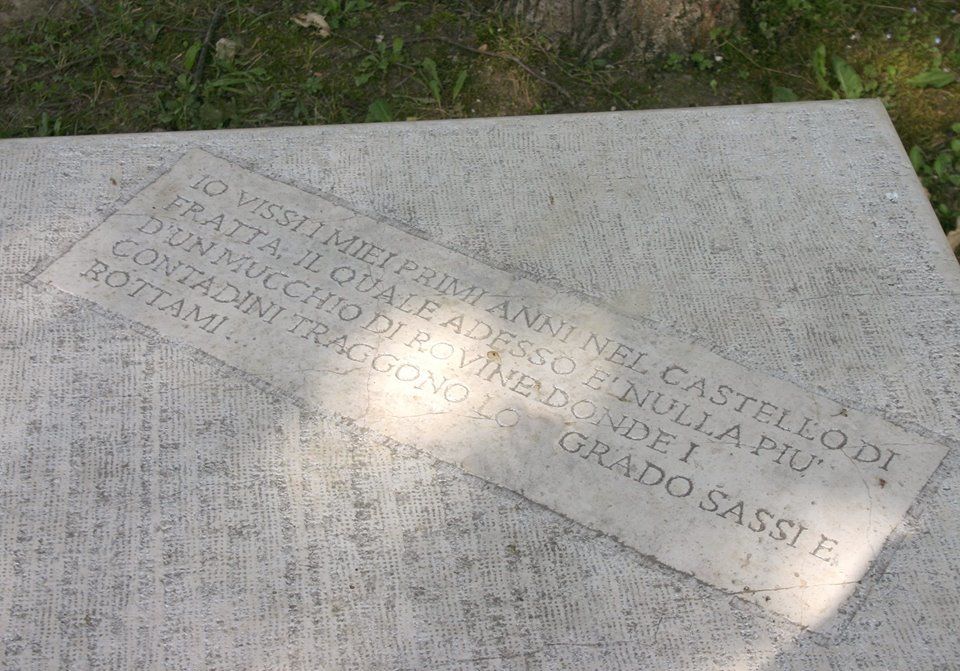 IO VISSI I MIEI PRIMI ANNI NEL CASTELLO DI
FRATTA, IL QUALE ADESSO E' NULLA PIU'
D'UN MUCCHIO DI ROVINE DONDE I
CONTADINI TRAGGONO LO GRADO SASSI E
ROTTAMI